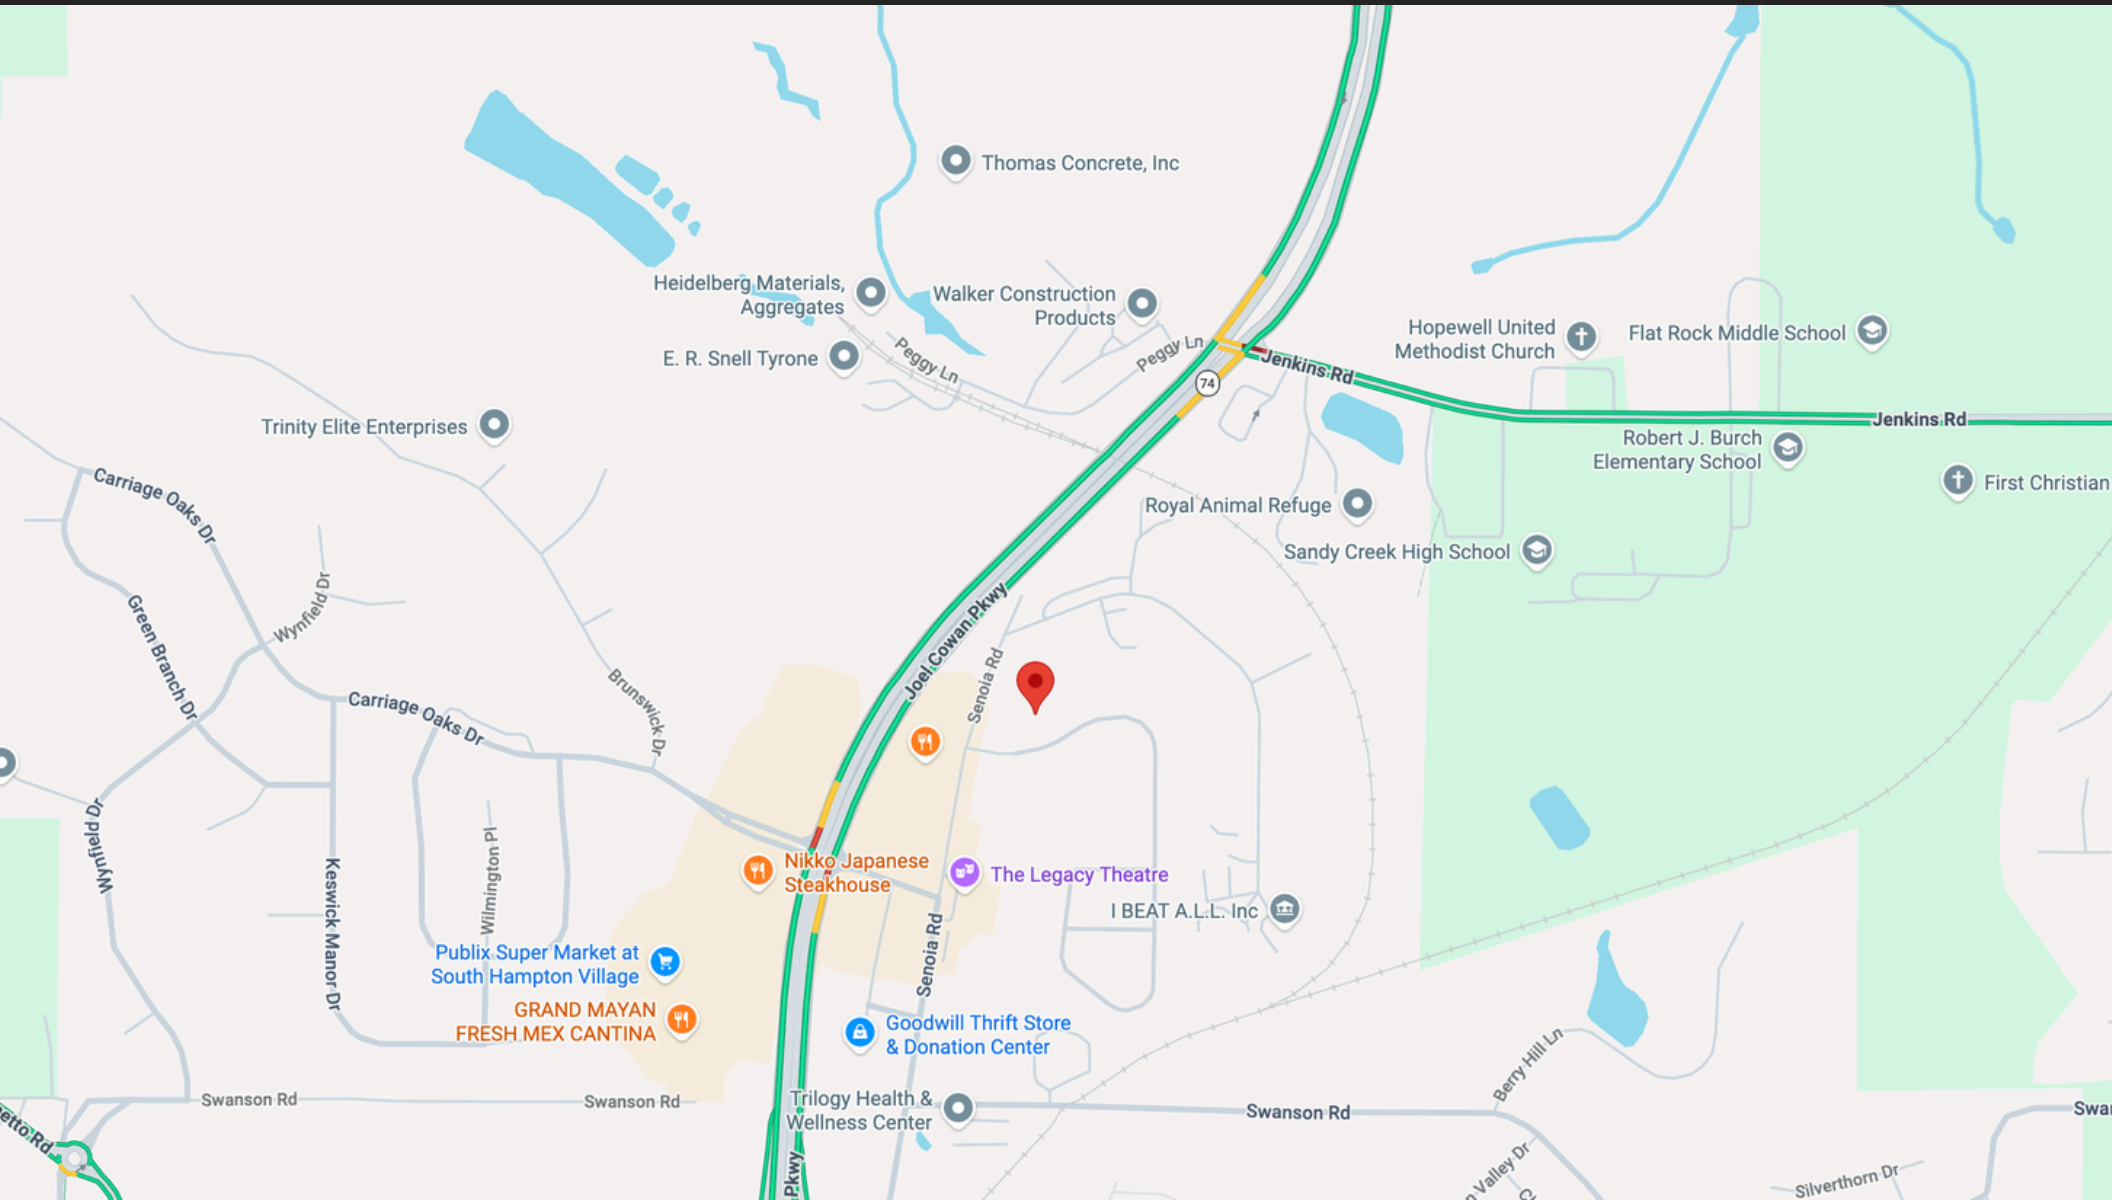 Thomas Concrete, Inc
Heidelberg Materials,
Aggregates
Walker Construction
Products
E. R. Snell Tyrone
Peggy Ln
Peggy Ln
74
Jenkins Rd
Hopewell United
Methodist Church
Flat Rock Middle School
Jenkins Rd
Trinity Elite Enterprises
Robert J. Burch
Elementary School
First Christian
Carriage Oaks Dr
Royal Animal Refuge
Sandy Creek High School
Wynfield Dr
Green Branch Dr
Joel Cowan Pkwy
Senoia Rd
Brunswick Dr
Carriage Oaks Dr
Wynfield Dr
Keswick Manor Dr
Wilmington Pl
Nikko Japanese
Steakhouse
The Legacy Theatre
I BEAT A.L.L. Inc
Senoia Rd
Publix Super Market at
South Hampton Village
GRAND MAYAN
FRESH MEX CANTINA
Goodwill Thrift Store
& Donation Center
Berry Hill Ln
Swanson Rd
Swanson Rd
Trilogy Health &
Wellness Center
Swanson Rd
Swa
etto Rd
Pkwy
n Valley Dr
Silverthorn Dr